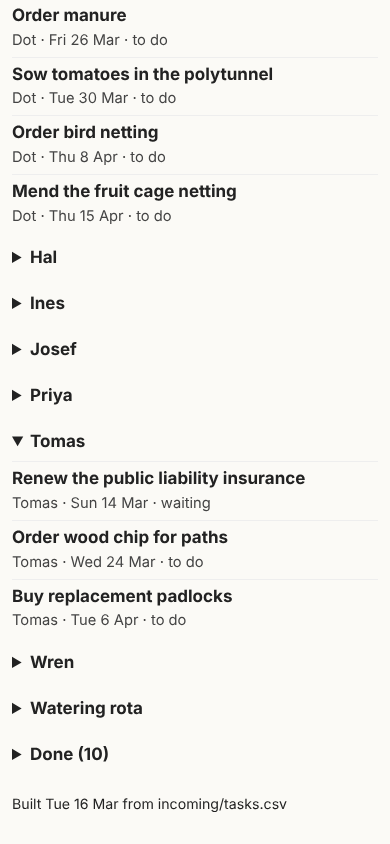 Order manure
Dot · Fri 26 Mar · to do
Sow tomatoes in the polytunnel
Dot · Tue 30 Mar · to do
Order bird netting
Dot · Thu 8 Apr · to do
Mend the fruit cage netting
Dot · Thu 15 Apr · to do
Hal
Ines
Josef
Priya
Tomas
Renew the public liability insurance
Tomas · Sun 14 Mar · waiting
Order wood chip for paths
Tomas · Wed 24 Mar · to do
Buy replacement padlocks
Tomas · Tue 6 Apr · to do
Wren
Watering rota
Done (10)
Built Tue 16 Mar from incoming/tasks.csv